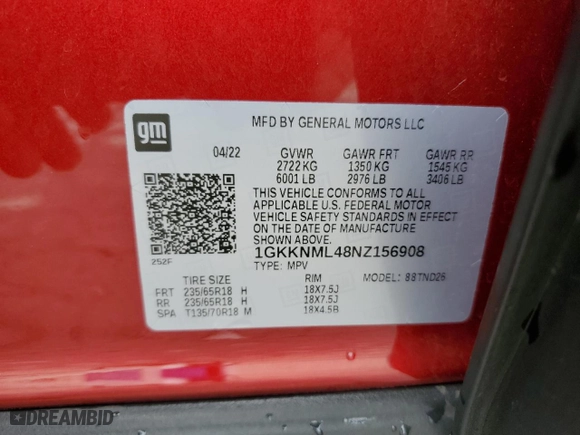 gm
MFD BY GENERAL MOTORS LLC
04/22 GVWR GAWR FRT GAWR RR
2722 KG 1350 KG 1545 KG
6001 LB 2976 LB 3406 LB
THIS VEHICLE CONFORMS TO ALL
APPLICABLE U.S. FEDERAL MOTOR
VEHICLE SAFETY STANDARDS IN EFFECT
ON THE DATE OF MANUFACTURE
SHOWN ABOVE.
1GKKNML48NZ156908
252F TYPE: MPV MODEL: 88TND26
TIRE SIZE RIM
FRT 235/65R18 H 18X7.5J
RR 235/65R18 H 18X7.5J
SPA T135/70R18 M 18X4.5B
DREAMBID